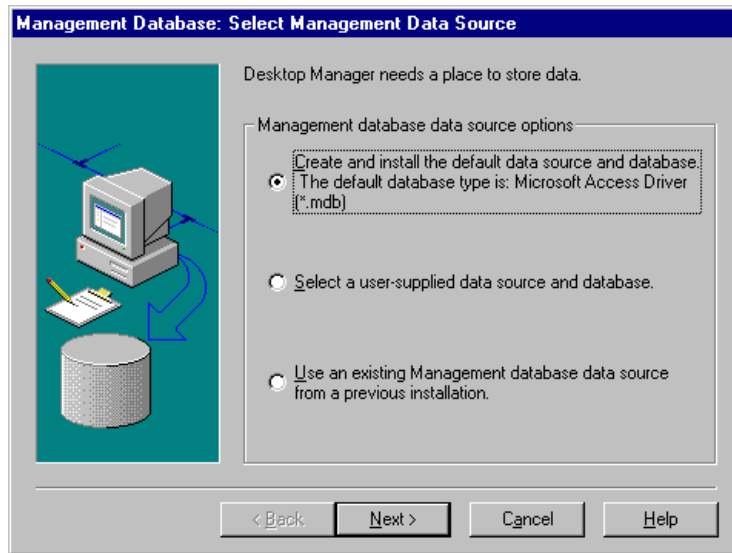 Management Database: Select Management Data Source
Desktop Manager needs a place to store data.
Management database data source options
Create and install the default data source and database.
The default database type is: Microsoft Access Driver
(*.mdb)
Select a user-supplied data source and database.
Use an existing Management database data source
from a previous installation.
< Back Next > Cancel Help